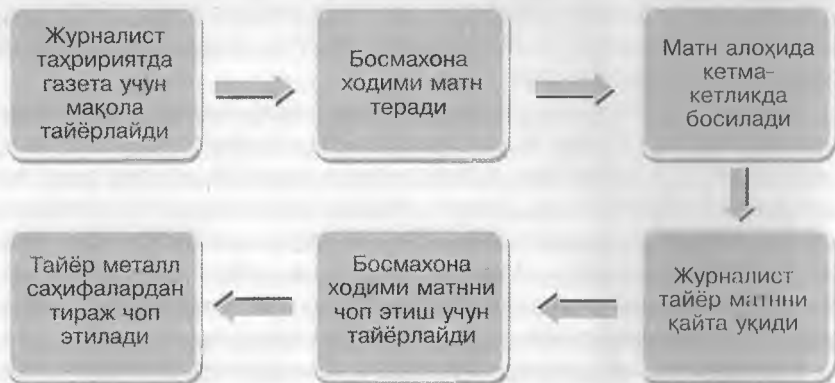 Журналист
таҳририятда
газета учун
мақола
тайёрлайди
Босмахона
ходими матн
теради
Матн алоҳида
кетма-
кетликда
босилади
Журналист
тайёр матнни
қайта уқиди
Босмахона
ходими матнни
чоп этиш учун
тайёрлайди
Тайёр металл
саҳифалардан
тираж чоп
этилади